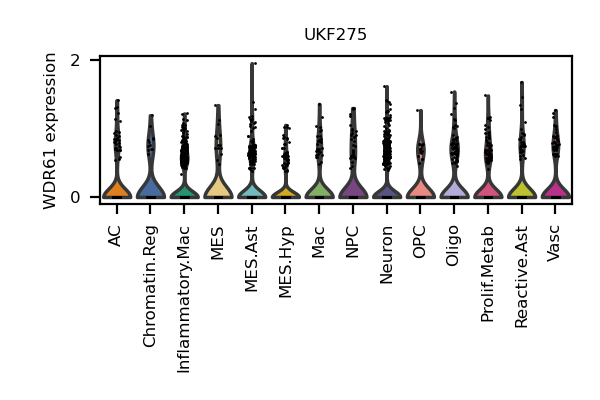 UKF275
WDR61 expression
2
0
AC
Chromatin.Reg
Inflammatory.Mac
MES
MES.Ast
MES.Hyp
Mac
NPC
Neuron
OPC
Oligo
Prolif.Metab
Reactive.Ast
Vasc